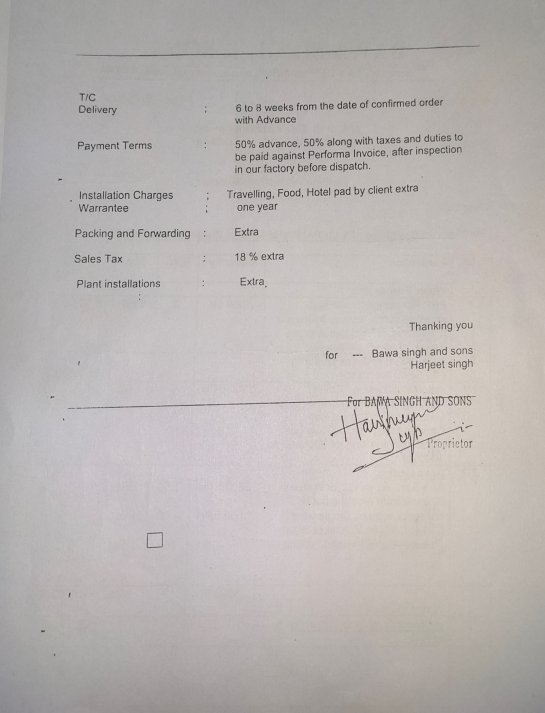 T/C
Delivery : 6 to 8 weeks from the date of confirmed order
with Advance
Payment Terms : 50% advance, 50% along with taxes and duties to
be paid against Performa Invoice, after inspection
in our factory before dispatch.
Installation Charges : Travelling, Food, Hotel pad by client extra
Warrantee : one year
Packing and Forwarding : Extra
Sales Tax : 18 % extra
Plant installations : Extra
:
Thanking you
for --- Bawa singh and sons
Harjeet singh
For BAWA SINGH AND SONS
Proprietor